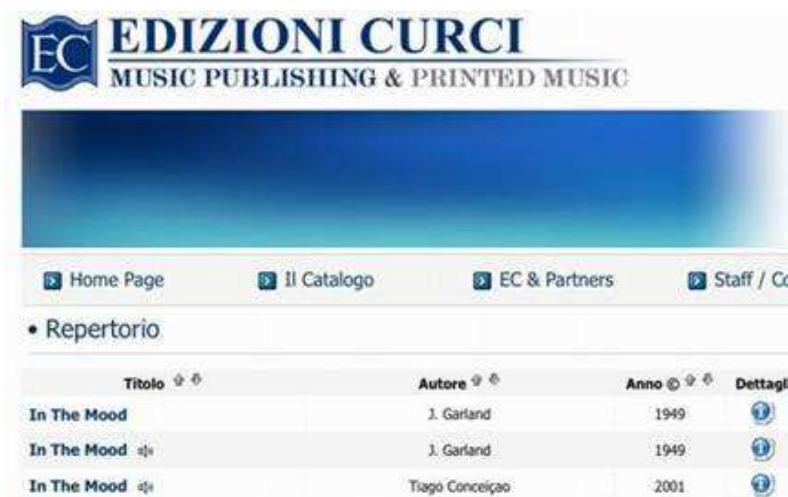 EC EDIZIONI CURCI
MUSIC PUBLISHING & PRINTED MUSIC
Home Page Il Catalogo EC & Partners Staff / Co
• Repertorio
Titolo Autore Anno © Dettagli
In The Mood J. Garland 1949
In The Mood J. Garland 1949
In The Mood Tiago Conceiçao 2001